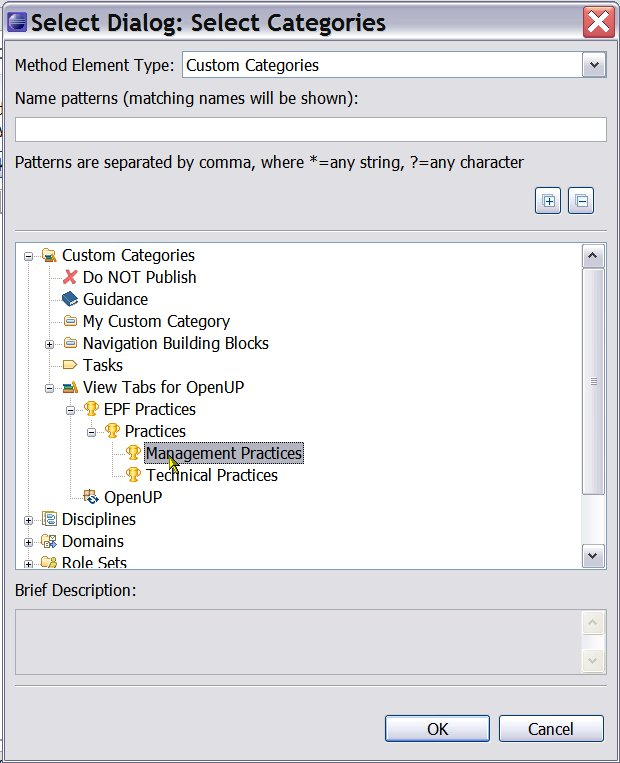 Select Dialog: Select Categories
Method Element Type: Custom Categories
Name patterns (matching names will be shown):
Patterns are separated by comma, where *=any string, ?=any character
Custom Categories
Do NOT Publish
Guidance
My Custom Category
Navigation Building Blocks
Tasks
View Tabs for OpenUP
EPF Practices
Practices
Management Practices
Technical Practices
OpenUP
Disciplines
Domains
Role Sets
Brief Description:
OK Cancel